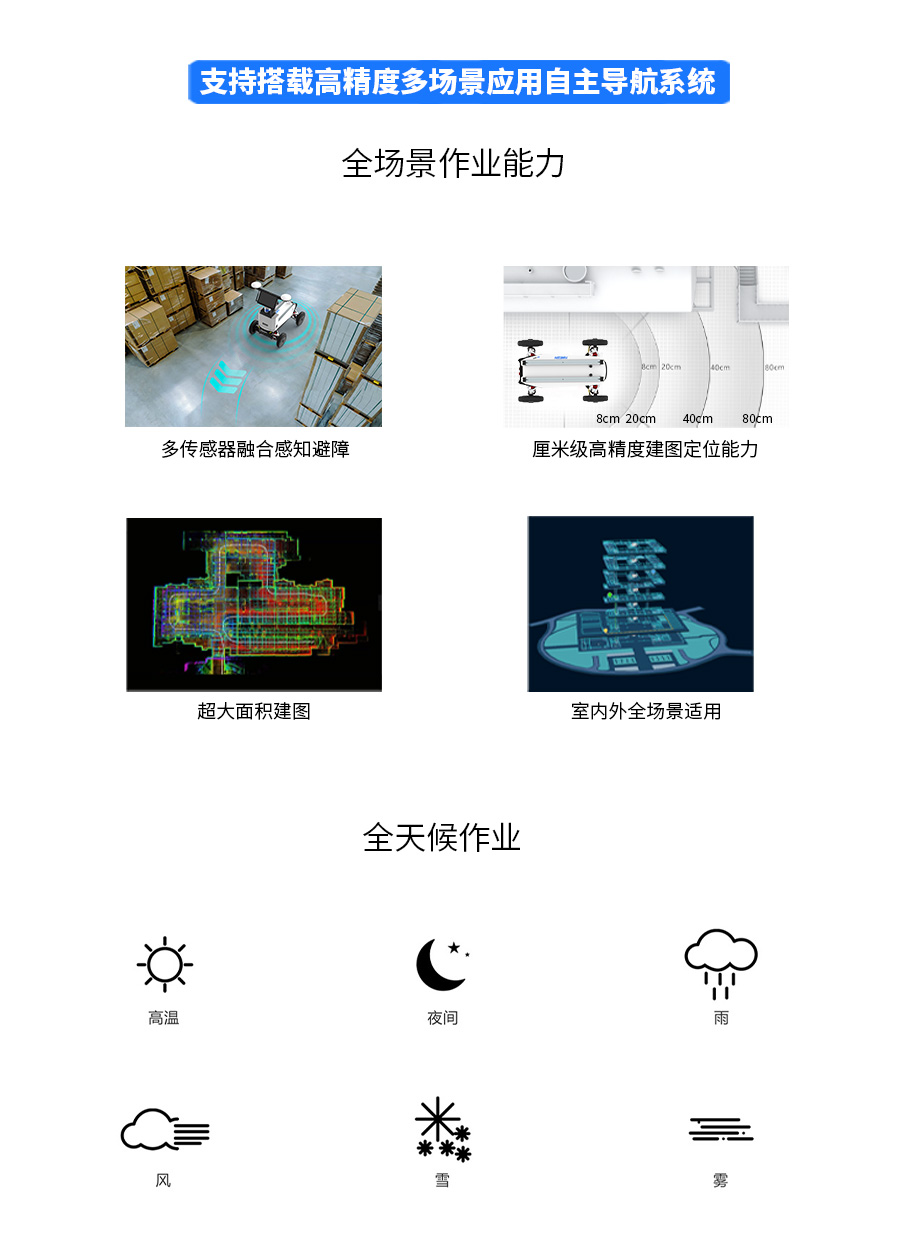 支持搭载高精度多场景应用自主导航系统
全场景作业能力
8cm 20cm 40cm 80cm
8cm 20cm 40cm 80cm
多传感器融合感知避障
厘米级高精度建图定位能力
超大面积建图
室内外全场景适用
全天候作业
高温
夜间
雨
风
雪
雾